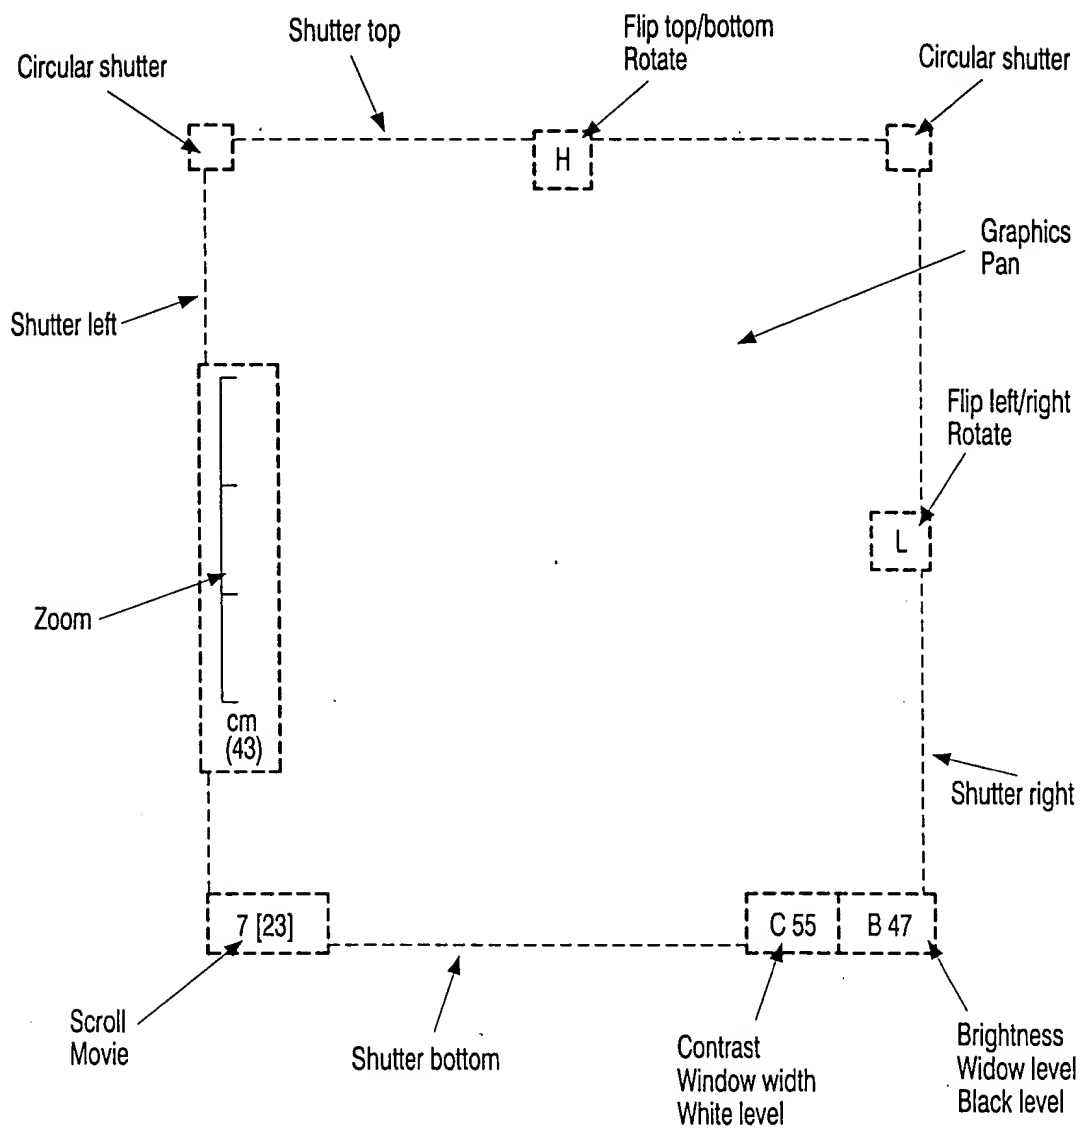 Shutter top
Flip top/bottom
Rotate
Circular shutter
Circular shutter
H
Graphics
Pan
Shutter left
Flip left/right
Rotate
L
Zoom
cm
(43)
Shutter right
7 [23]
C 55
B 47
Scroll
Movie
Shutter bottom
Contrast
Window width
White level
Brightness
Widow level
Black level